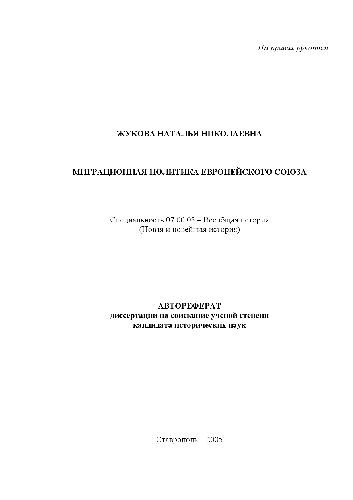 На правах рукописи
ЖУКОВА НАТАЛЬЯ НИКОЛАЕВНА
МИГРАЦИОННАЯ ПОЛИТИКА ЕВРОПЕЙСКОГО СОЮЗА
Специальность 07.00.03 – Всеобщая история
(Новая и новейшая история)
АВТОРЕФЕРАТ
диссертации на соискание ученой степени
кандидата исторических наук
Ставрополь 2005